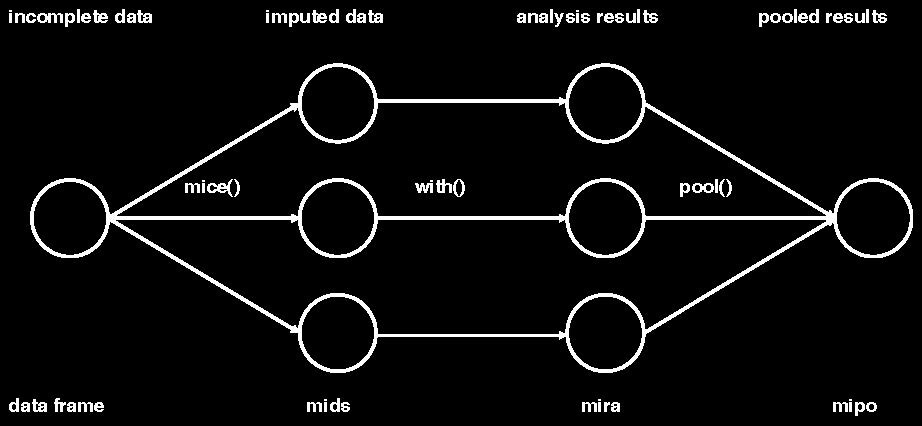 incomplete data
imputed data
analysis results
pooled results
mice()
with()
pool()
data frame
mids
mira
mipo